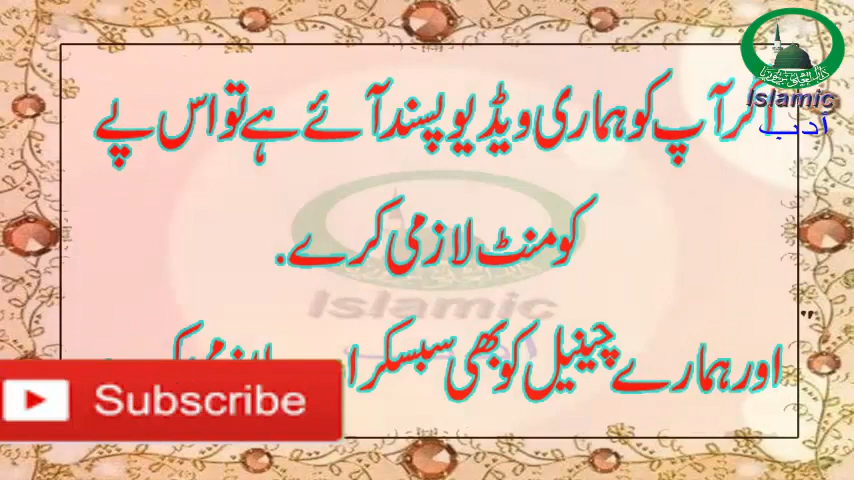 Islamic
ادب
اگر آپ کو ہماری ویڈیو پسند آئے ہے تو اس پے
کومنٹ لازمی کرے.
Islamic
اور ہمارے چینیل کو بھی سبسکرا
Subscribe